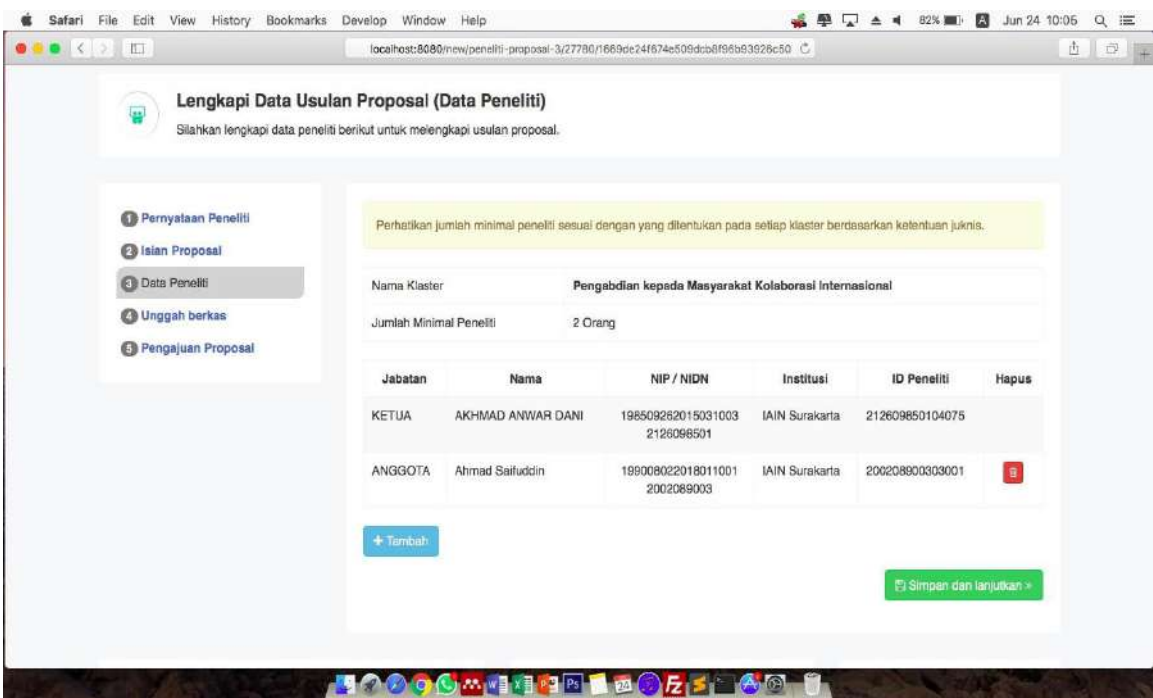 Safari File Edit View History Bookmarks Develop Window Help 82% A Jun 24 10:05
localhost:8080/new/peneliti-proposal-3/27780/1669de24f674e509dcb8f96b93926c50
Lengkapi Data Usulan Proposal (Data Peneliti)
Silahkan lengkapi data peneliti berikut untuk melengkapi usulan proposal.
1 Pernyataan Peneliti
2 Isian Proposal
3 Data Peneliti
4 Unggah berkas
5 Pengajuan Proposal
Perhatikan jumlah minimal peneliti sesuai dengan yang ditentukan pada setiap klaster berdasarkan ketentuan juknis.
Nama Klaster Pengabdian kepada Masyarakat Kolaborasi Internasional
Jumlah Minimal Peneliti 2 Orang
Jabatan Nama NIP / NIDN Institusi ID Peneliti Hapus
KETUA AKHMAD ANWAR DANI 198509262015031003 IAIN Surakarta 212609850104075
2126098501
ANGGOTA Ahmad Saifuddin 199008022018011001 IAIN Surakarta 200208900303001
2002089003
+ Tambah
Simpan dan lanjutkan »